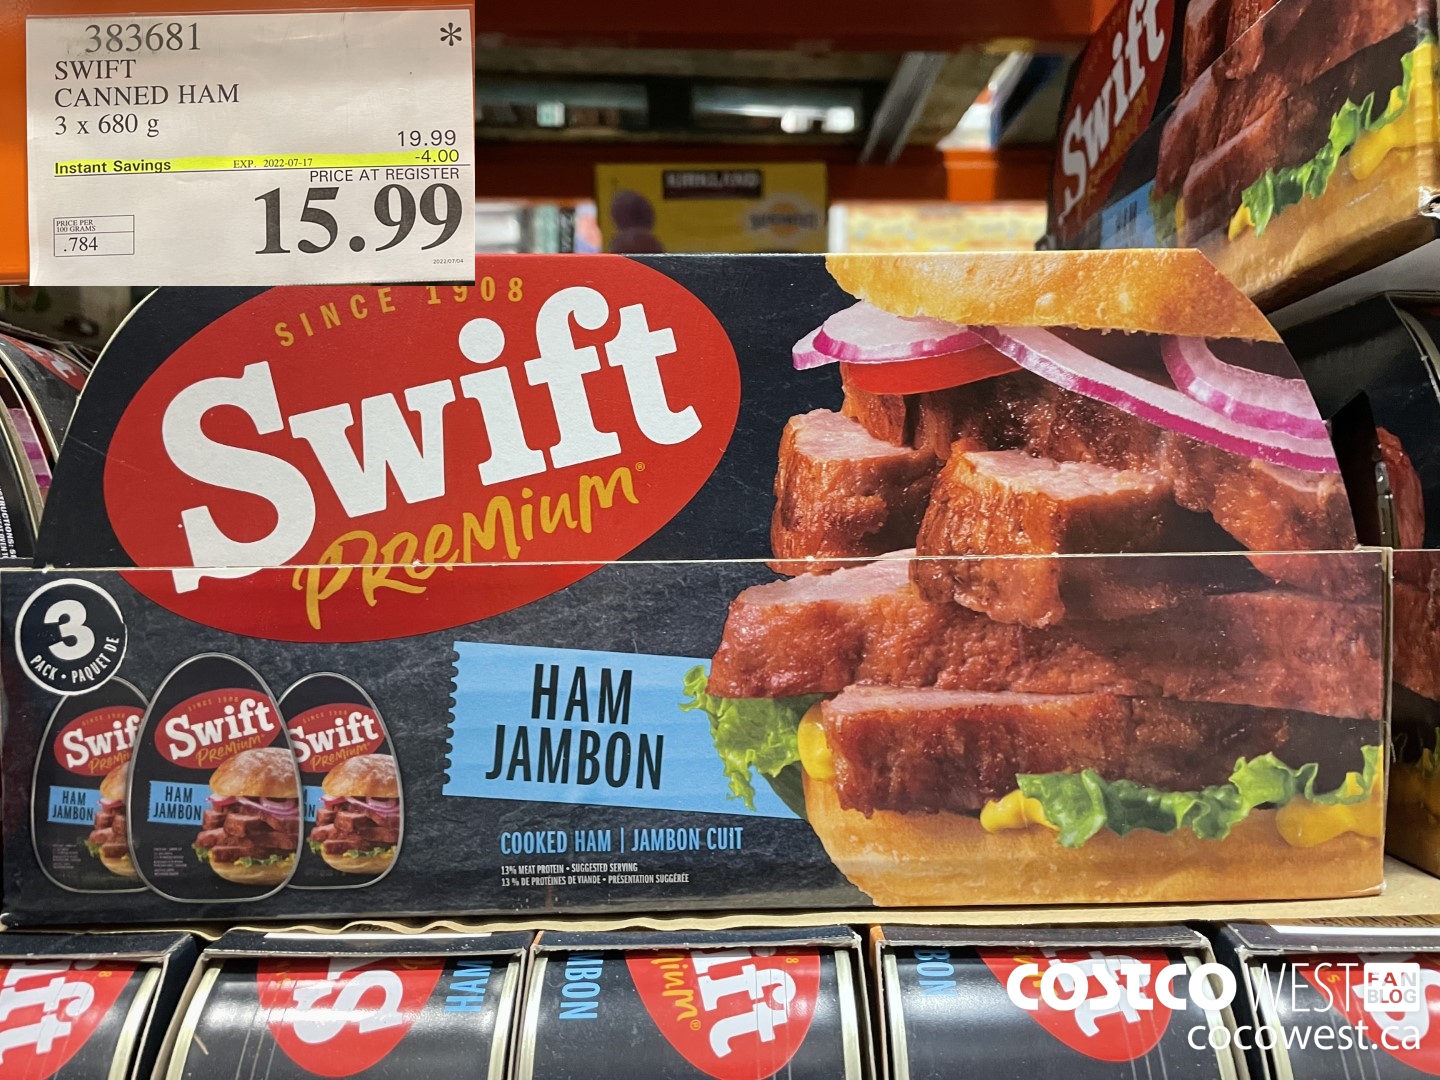 383681 *
SWIFT
CANNED HAM
3 x 680 g
19.99
Instant Savings EXP. 2022-07-17 -4.00
PRICE AT REGISTER
15.99
PRICE PER
100 GRAMS
.784
2022/07/04
KIRKLAND
Swift
HAM
SINCE 1908
Swift
PREMIUM®
3
PACK • PAQUET DE
HAM
JAMBON
COOKED HAM | JAMBON CUIT
13% MEAT PROTEIN • SUGGESTED SERVING
13 % DE PROTÉINES DE VIANDE • PRÉSENTATION SUGGÉRÉE
Swift
Premium
HAM
JAMBON
Swift
Premium
HAM
JAMBON
Swift
Premium
HAM
COSTCO WEST FAN BLOG
cocowest.ca